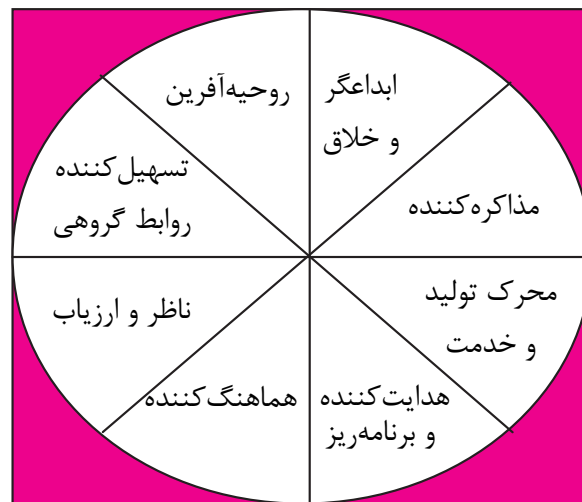 ابداعگر
و خلاق
روحیه‌آفرین
مذاکره‌کننده
تسهیل‌کننده
روابط گروهی
محرک تولید
و خدمت
ناظر و ارزیاب
هدایت‌کننده
و برنامه‌ریز
هماهنگ‌کننده